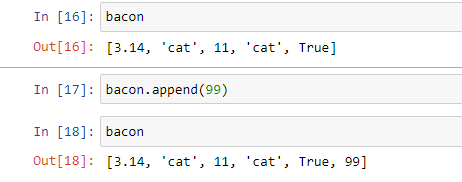 In [16]: bacon
Out[16]: [3.14, 'cat', 11, 'cat', True]
In [17]: bacon.append(99)
In [18]: bacon
Out[18]: [3.14, 'cat', 11, 'cat', True, 99]